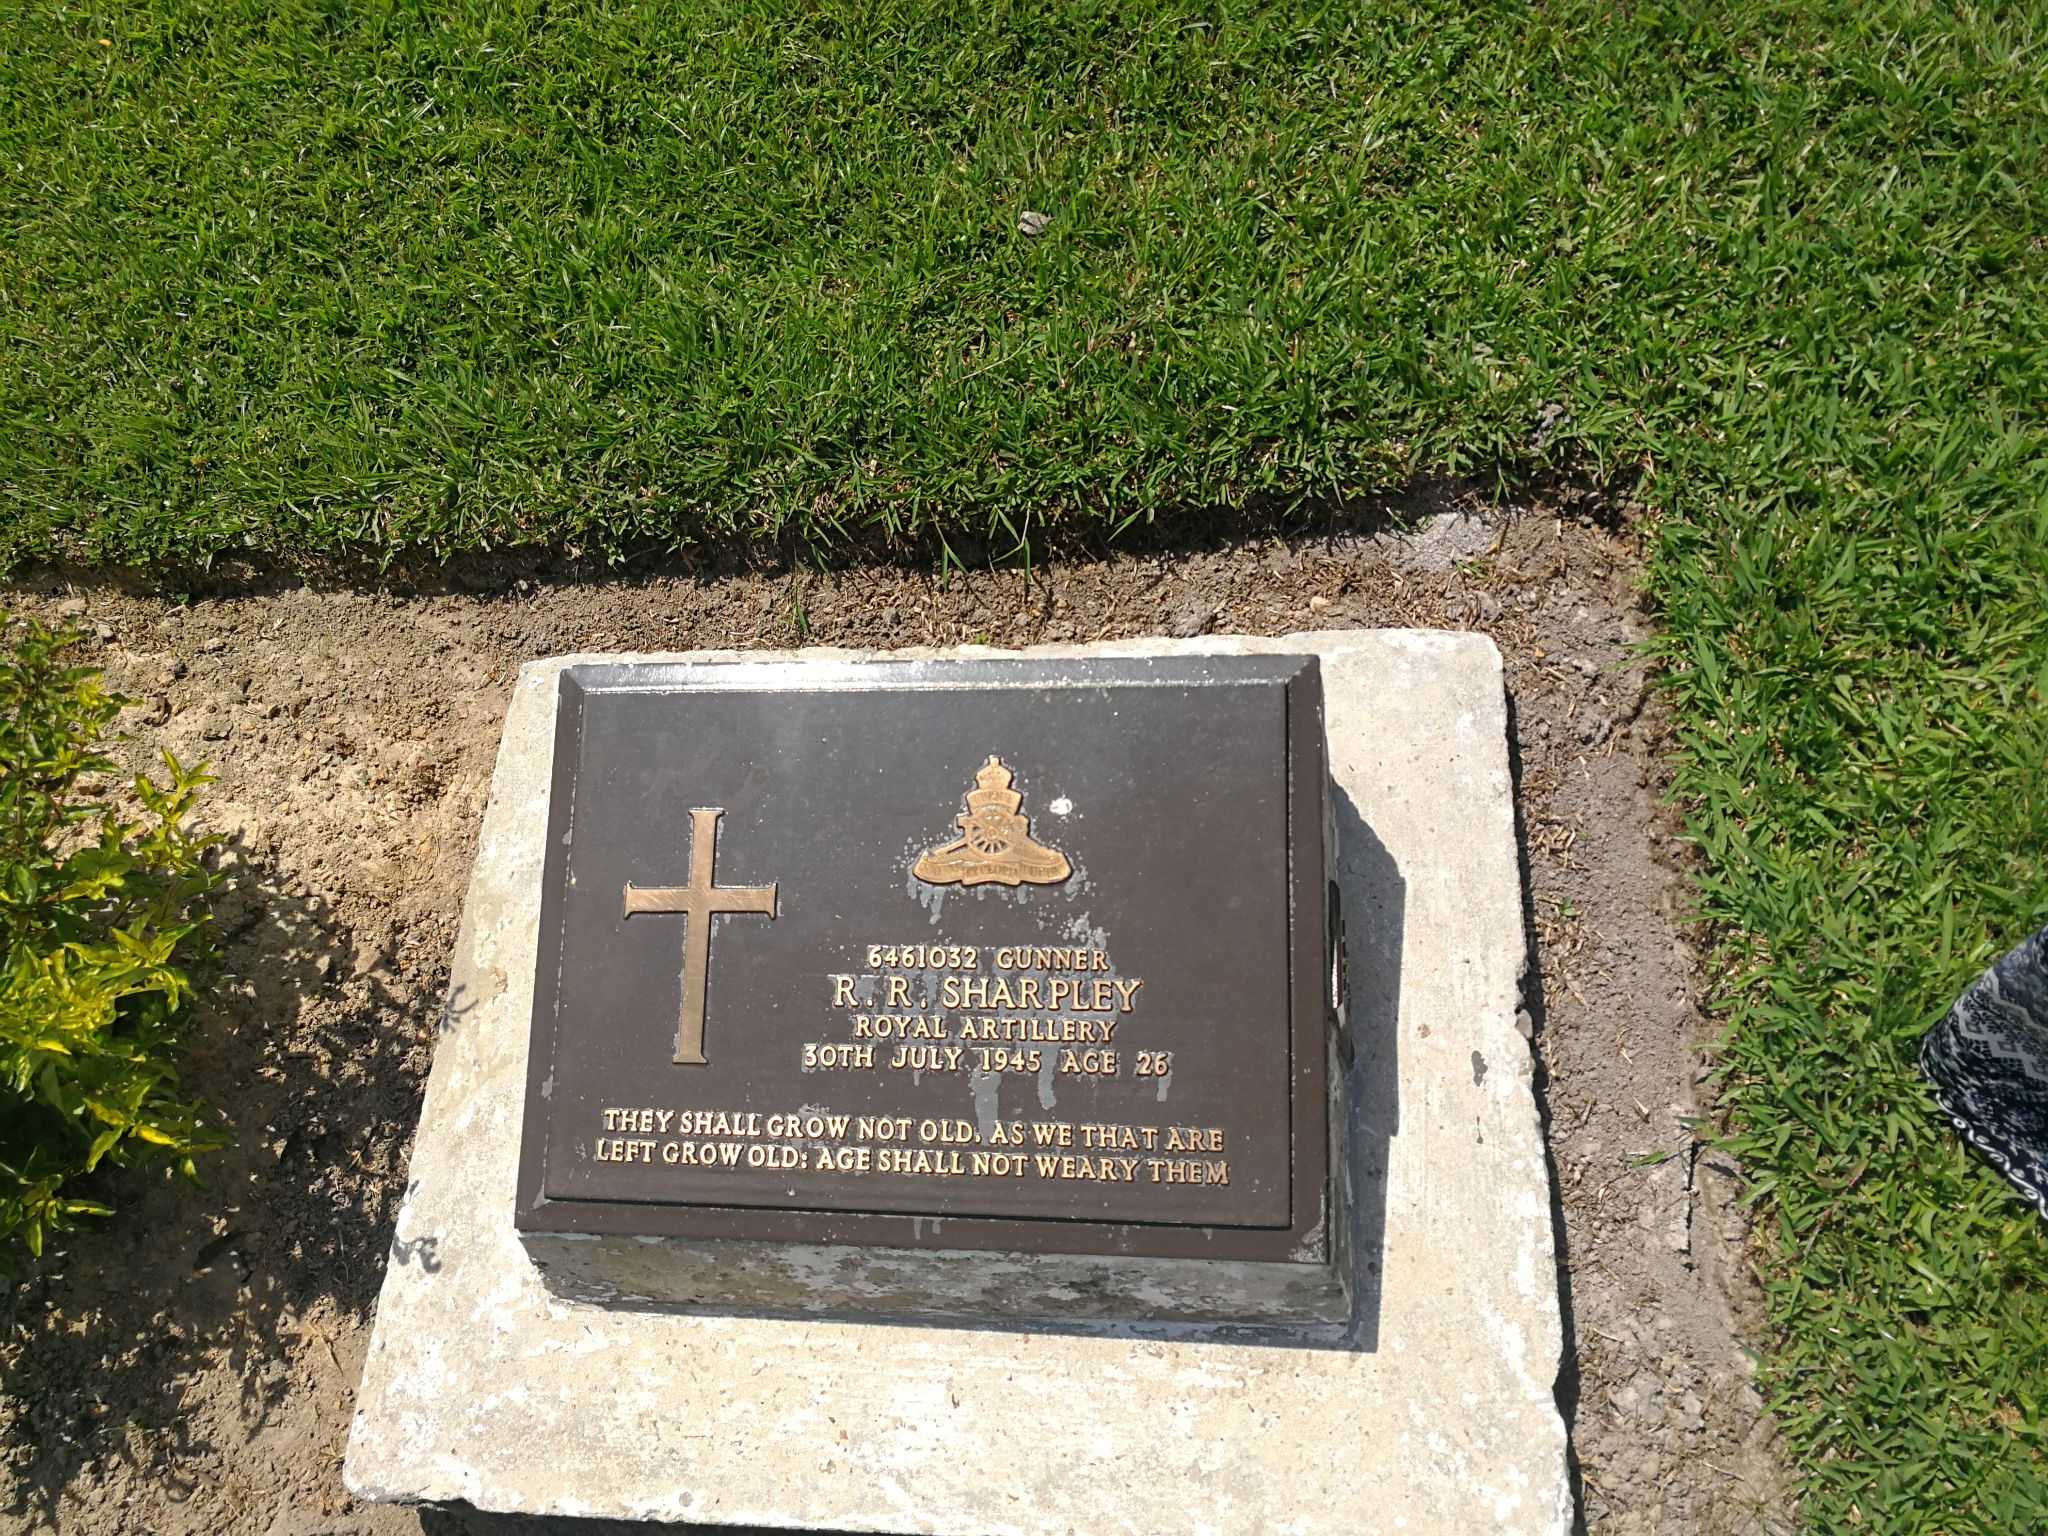 6461032 GUNNER
R. R. SHARPLEY
ROYAL ARTILLERY
30TH JULY 1945 AGE 26
THEY SHALL GROW NOT OLD, AS WE THAT ARE
LEFT GROW OLD: AGE SHALL NOT WEARY THEM